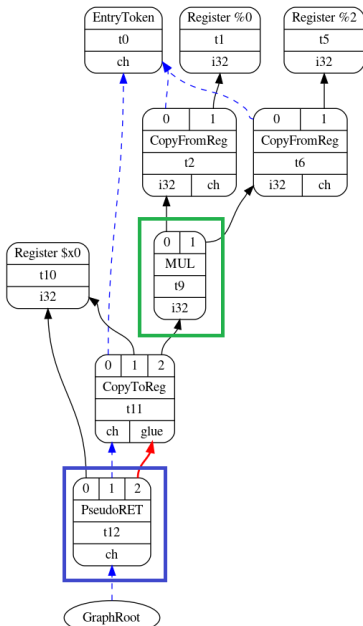 EntryToken
t0
ch
Register %0
t1
i32
Register %2
t5
i32
0 1
CopyFromReg
t2
i32 ch
0 1
CopyFromReg
t6
i32 ch
0 1
MUL
t9
i32
Register $x0
t10
i32
0 1 2
CopyToReg
t11
ch glue
0 1 2
PseudoRET
t12
ch
GraphRoot